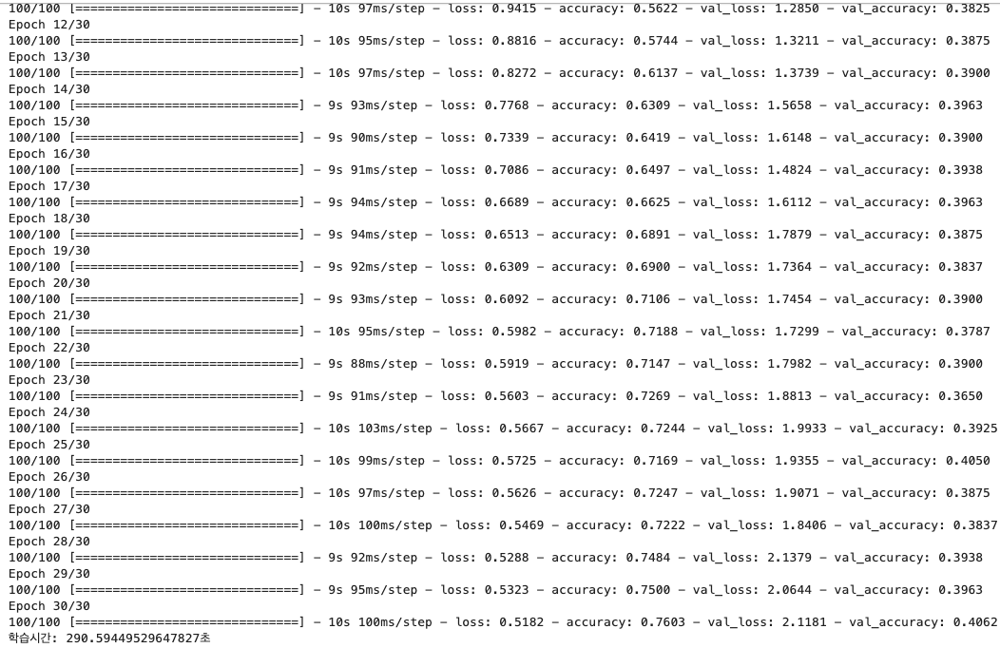 100/100 [==============================] - 10s 97ms/step - loss: 0.9415 - accuracy: 0.5622 - val_loss: 1.2850 - val_accuracy: 0.3825
Epoch 12/30
100/100 [==============================] - 10s 95ms/step - loss: 0.8816 - accuracy: 0.5744 - val_loss: 1.3211 - val_accuracy: 0.3875
Epoch 13/30
100/100 [==============================] - 10s 97ms/step - loss: 0.8272 - accuracy: 0.6137 - val_loss: 1.3739 - val_accuracy: 0.3900
Epoch 14/30
100/100 [==============================] - 9s 93ms/step - loss: 0.7768 - accuracy: 0.6309 - val_loss: 1.5658 - val_accuracy: 0.3963
Epoch 15/30
100/100 [==============================] - 9s 90ms/step - loss: 0.7339 - accuracy: 0.6419 - val_loss: 1.6148 - val_accuracy: 0.3900
Epoch 16/30
100/100 [==============================] - 9s 91ms/step - loss: 0.7086 - accuracy: 0.6497 - val_loss: 1.4824 - val_accuracy: 0.3938
Epoch 17/30
100/100 [==============================] - 9s 94ms/step - loss: 0.6689 - accuracy: 0.6625 - val_loss: 1.6112 - val_accuracy: 0.3963
Epoch 18/30
100/100 [==============================] - 9s 94ms/step - loss: 0.6513 - accuracy: 0.6891 - val_loss: 1.7879 - val_accuracy: 0.3875
Epoch 19/30
100/100 [==============================] - 9s 92ms/step - loss: 0.6309 - accuracy: 0.6900 - val_loss: 1.7364 - val_accuracy: 0.3837
Epoch 20/30
100/100 [==============================] - 9s 93ms/step - loss: 0.6092 - accuracy: 0.7106 - val_loss: 1.7454 - val_accuracy: 0.3900
Epoch 21/30
100/100 [==============================] - 10s 95ms/step - loss: 0.5982 - accuracy: 0.7188 - val_loss: 1.7299 - val_accuracy: 0.3787
Epoch 22/30
100/100 [==============================] - 9s 88ms/step - loss: 0.5919 - accuracy: 0.7147 - val_loss: 1.7982 - val_accuracy: 0.3900
Epoch 23/30
100/100 [==============================] - 9s 91ms/step - loss: 0.5603 - accuracy: 0.7269 - val_loss: 1.8813 - val_accuracy: 0.3650
Epoch 24/30
100/100 [==============================] - 10s 103ms/step - loss: 0.5667 - accuracy: 0.7244 - val_loss: 1.9933 - val_accuracy: 0.3925
Epoch 25/30
100/100 [==============================] - 10s 99ms/step - loss: 0.5725 - accuracy: 0.7169 - val_loss: 1.9355 - val_accuracy: 0.4050
Epoch 26/30
100/100 [==============================] - 10s 97ms/step - loss: 0.5626 - accuracy: 0.7247 - val_loss: 1.9071 - val_accuracy: 0.3875
Epoch 27/30
100/100 [==============================] - 10s 100ms/step - loss: 0.5469 - accuracy: 0.7222 - val_loss: 1.8406 - val_accuracy: 0.3837
Epoch 28/30
100/100 [==============================] - 9s 92ms/step - loss: 0.5288 - accuracy: 0.7484 - val_loss: 2.1379 - val_accuracy: 0.3938
Epoch 29/30
100/100 [==============================] - 9s 95ms/step - loss: 0.5323 - accuracy: 0.7500 - val_loss: 2.0644 - val_accuracy: 0.3963
Epoch 30/30
100/100 [==============================] - 10s 100ms/step - loss: 0.5182 - accuracy: 0.7603 - val_loss: 2.1181 - val_accuracy: 0.4062
학습시간: 290.59449529647827초